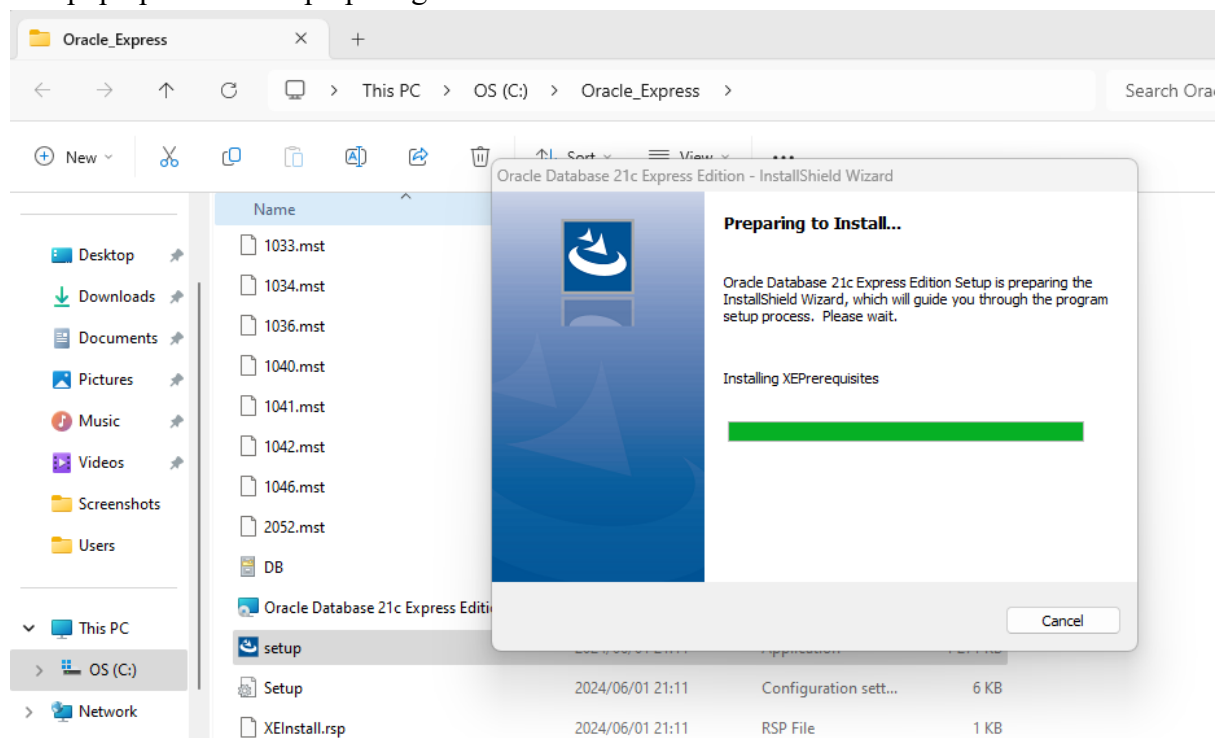 Oracle_Express
This PC > OS (C:) > Oracle_Express >
New
Sort
View
Oracle Database 21c Express Edition - InstallShield Wizard
Name
Preparing to Install...
1033.mst
Desktop
Oracle Database 21c Express Edition Setup is preparing the
1034.mst
InstallShield Wizard, which will guide you through the program
Downloads
setup process. Please wait.
1036.mst
Documents
1040.mst
Pictures
Installing XEPrerequisites
1041.mst
Music
1042.mst
Videos
1046.mst
Screenshots
2052.mst
Users
DB
Oracle Database 21c Express
This PC
Cancel
setup
OS (C:)
Setup 2024/06/01 21:11 Configuration sett... 6 KB
Network
XEInstall.rsp 2024/06/01 21:11 RSP File 1 KB